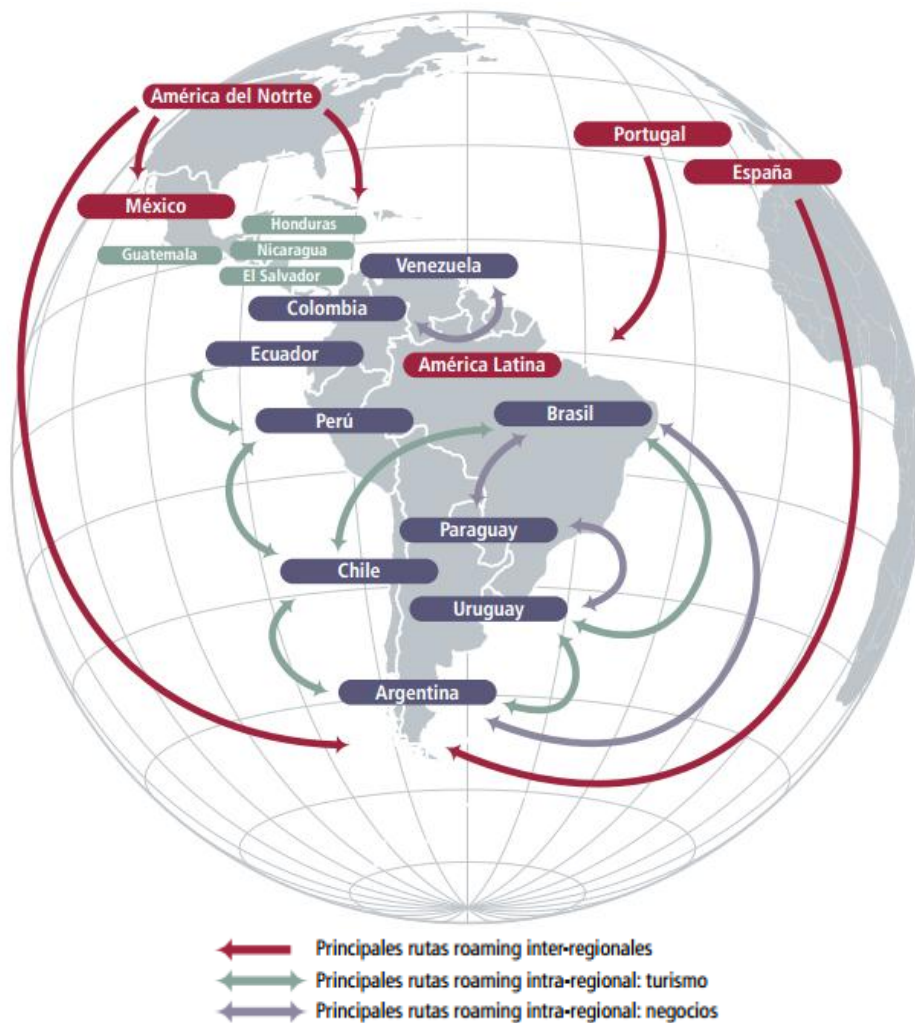 América del Notrte
Portugal
España
México
Honduras
Guatemala
Nicaragua
El Salvador
Venezuela
Colombia
Ecuador
América Latina
Perú
Brasil
Paraguay
Chile
Uruguay
Argentina
Principales rutas roaming inter-regionales
Principales rutas roaming intra-regional: turismo
Principales rutas roaming intra-regional: negocios